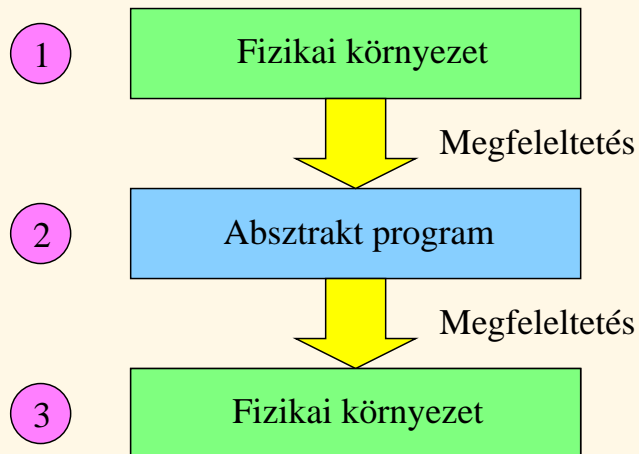 1
Fizikai környezet
Megfeleltetés
2
Absztrakt program
Megfeleltetés
3
Fizikai környezet